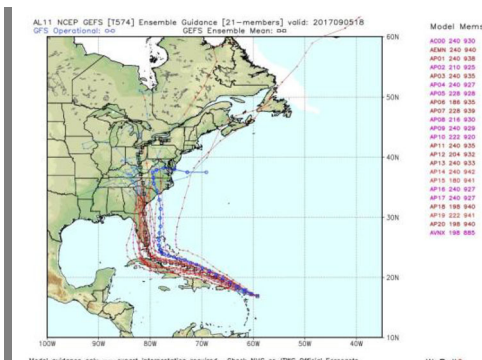 AL11 NCEP GEFS [T574] Ensemble Guidance [21-members] valid: 2017090518
GFS Operational: GEFS Ensemble Mean:
Model Mems
60N
50N
40N
30N
20N
10N
100W 90W 80W 70W 60W 50W 40W
AC00 240 930
AEMN 240 940
AP01 240 938
AP02 210 925
AP03 240 935
AP04 240 927
AP05 228 928
AP06 186 935
AP07 228 939
AP08 216 930
AP09 240 929
AP10 222 920
AP11 240 935
AP12 204 932
AP13 240 933
AP14 240 942
AP15 180 941
AP16 240 927
AP17 240 927
AP18 198 940
AP19 222 941
AP20 198 940
AVNX 198 885